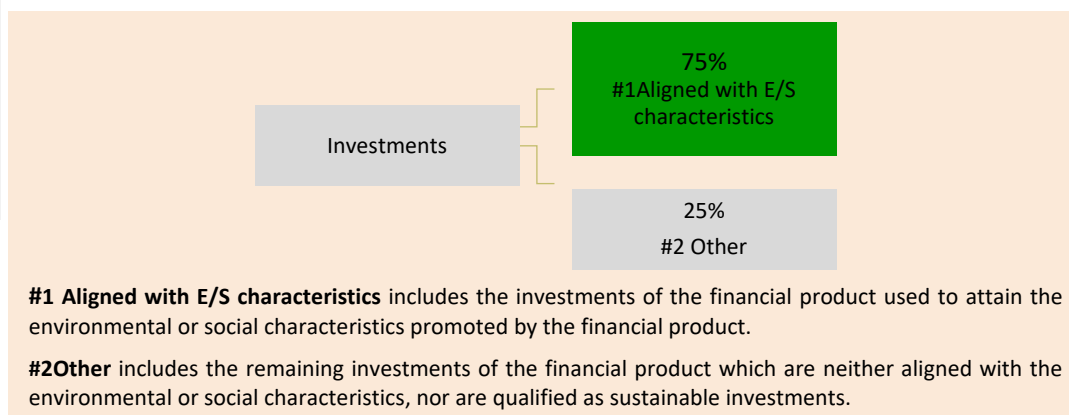 75%
#1Aligned with E/S
characteristics
Investments
25%
#2 Other
#1 Aligned with E/S characteristics includes the investments of the financial product used to attain the
environmental or social characteristics promoted by the financial product.
#2Other includes the remaining investments of the financial product which are neither aligned with the
environmental or social characteristics, nor are qualified as sustainable investments.